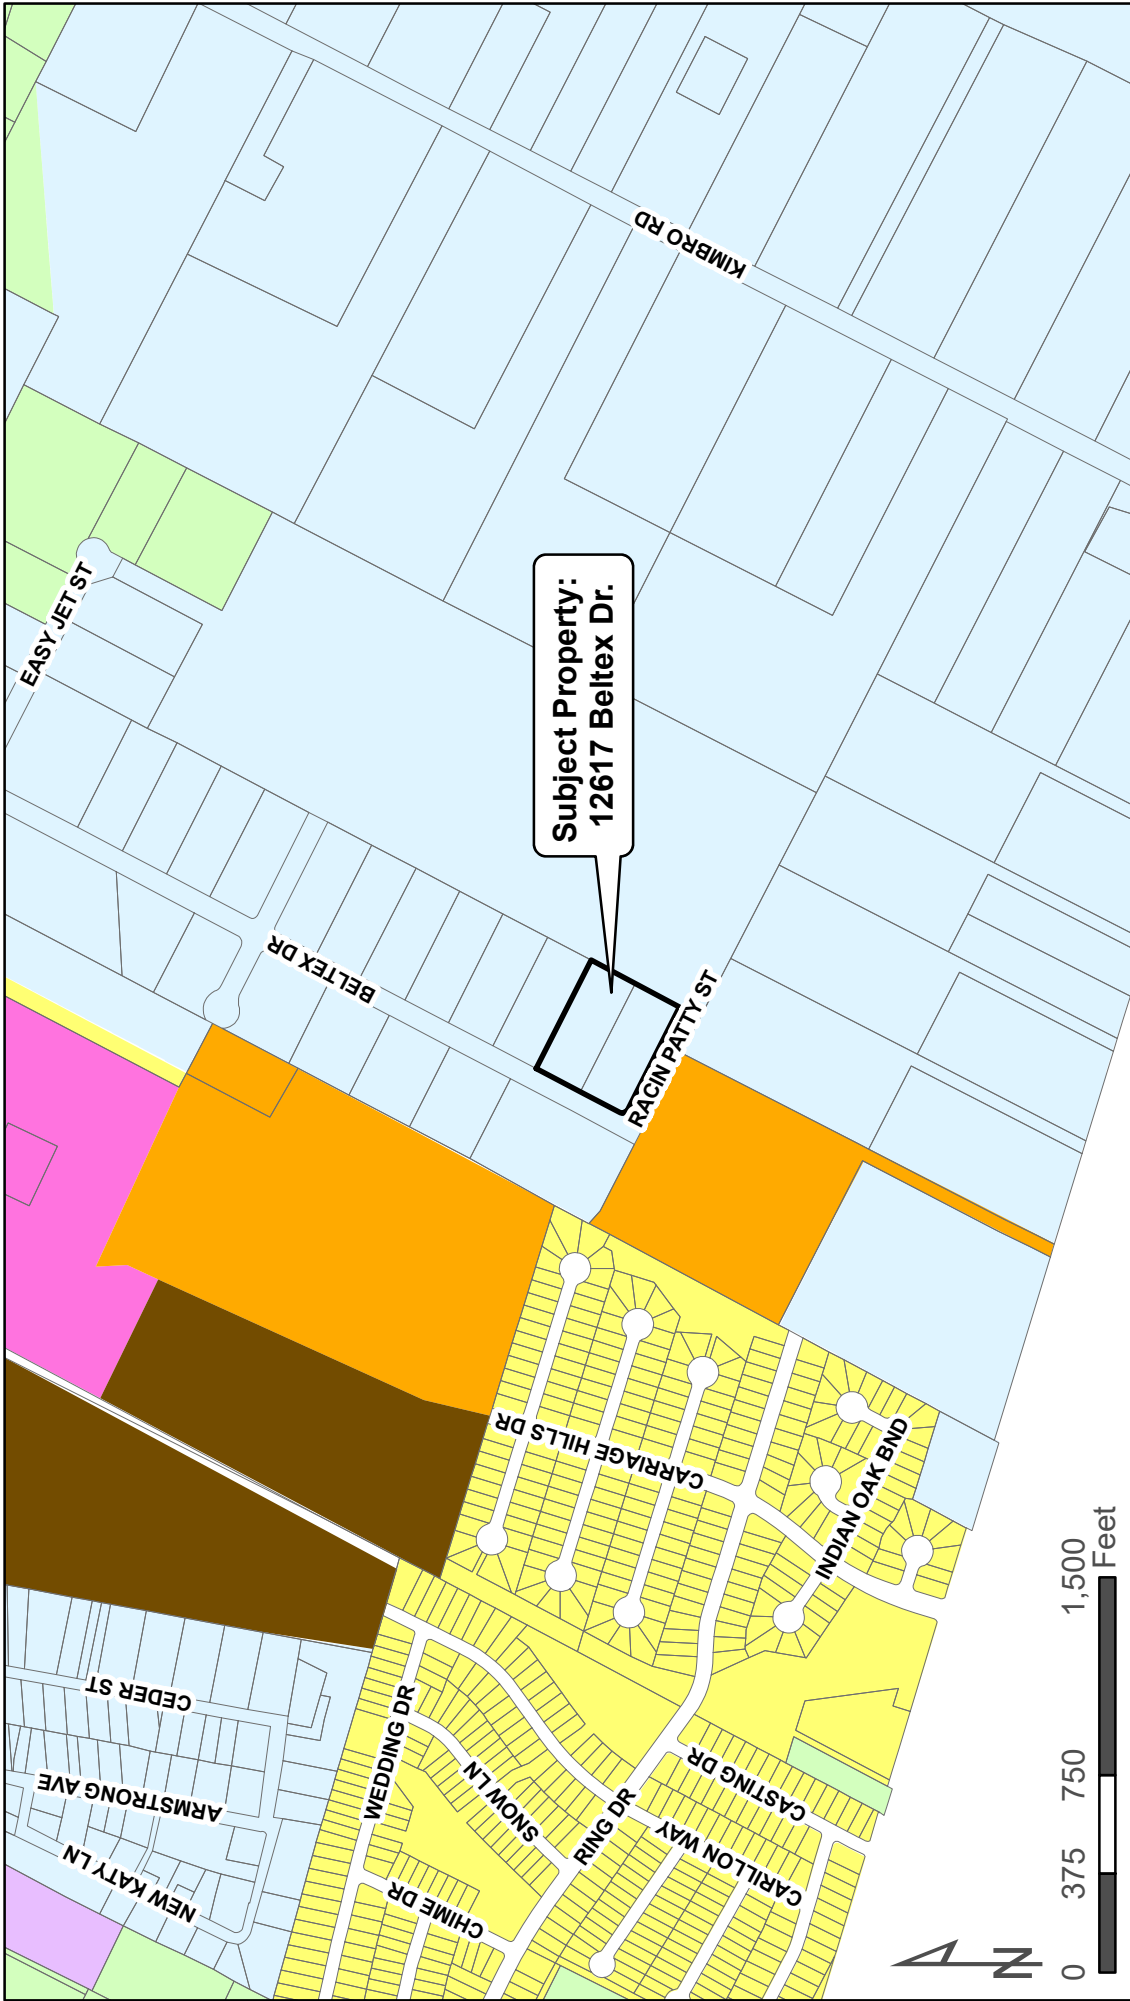 EASY JET ST
KIMBRO RD
Subject Property:
12617 Beltex Dr.
BELTEX DR
RACIN PATTY ST
CARRIAGE HILLS DR
INDIAN OAK BND
CEDER ST
ARMSTRONG AVE
NEW KATY LN
WEDDING DR
SNOW LN
RING DR
CASTING DR
CARILLON WAY
CHIME DR
N
0 375 750 1,500
Feet